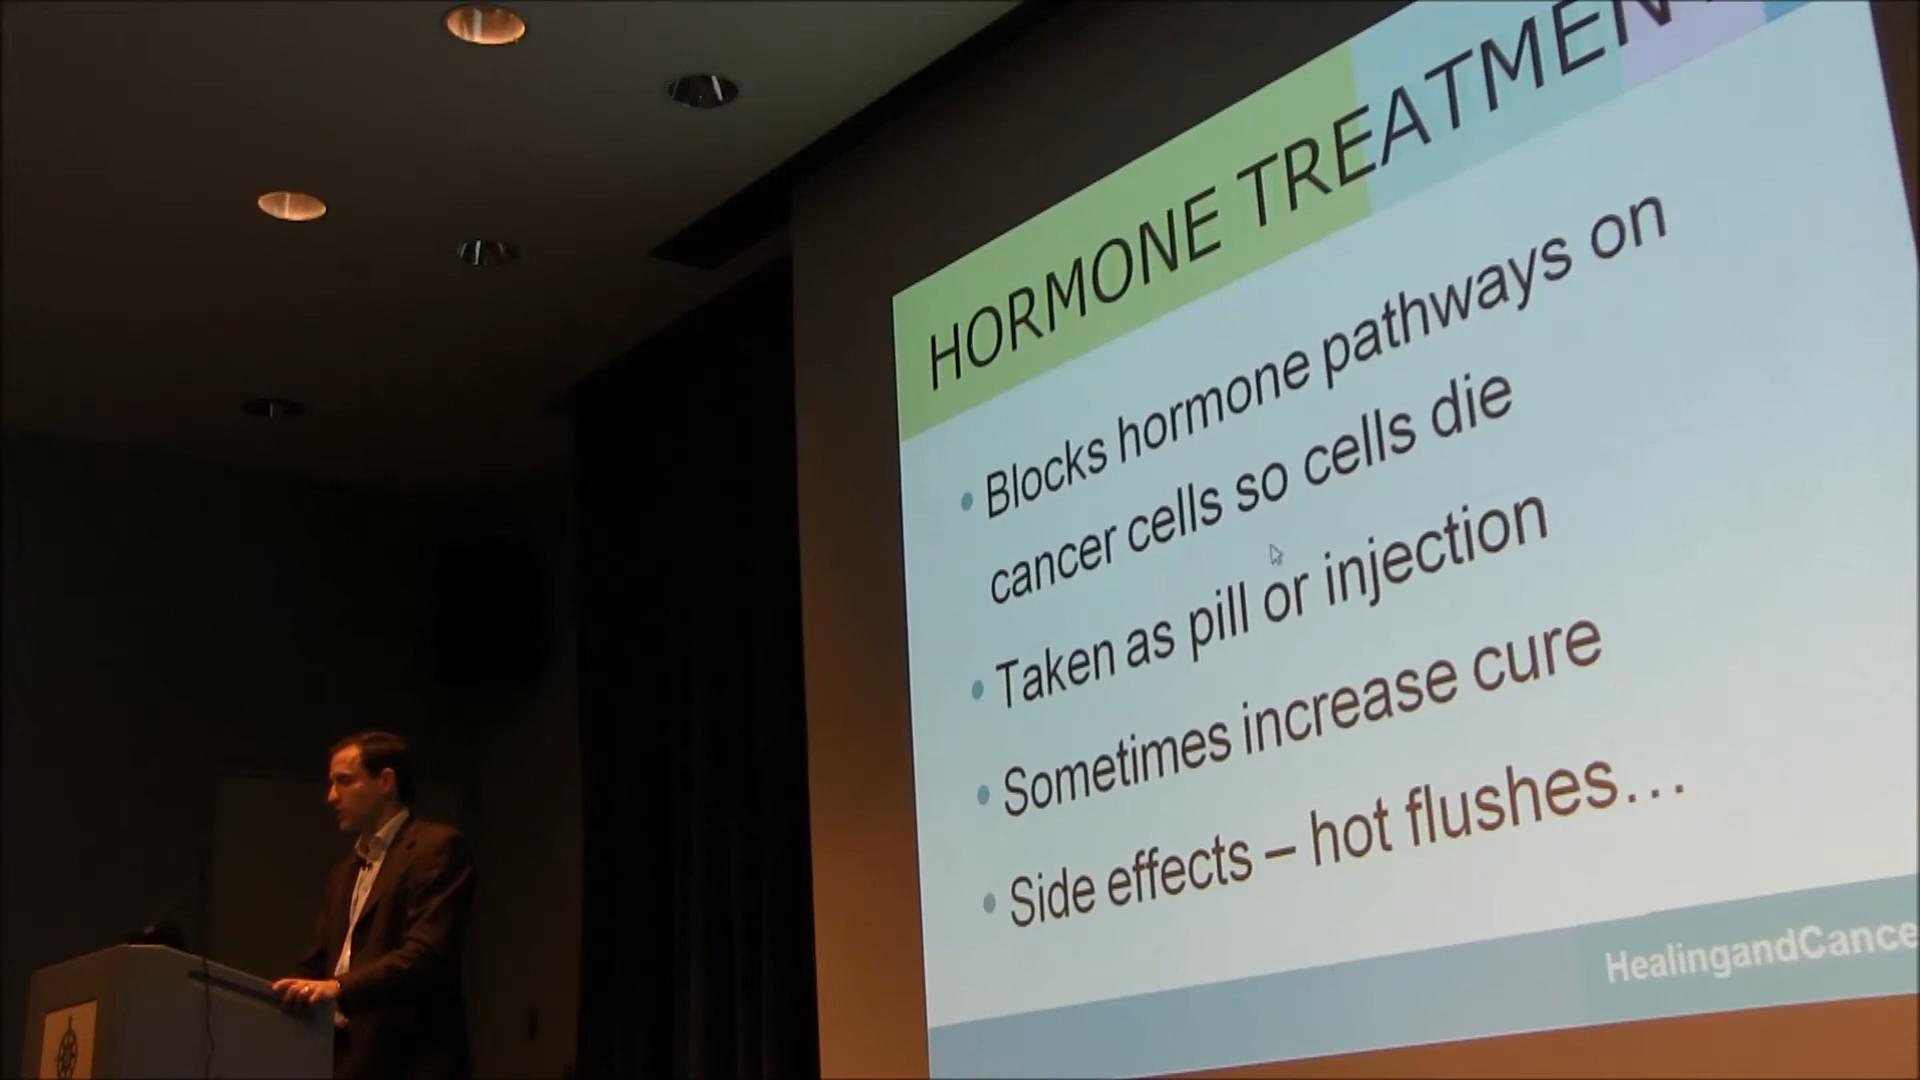 HORMONE TREATMEN
• Blocks hormone pathways on
cancer cells so cells die
• Taken as pill or injection
• Sometimes increase cure
• Side effects – hot flushes…
HealingandCance